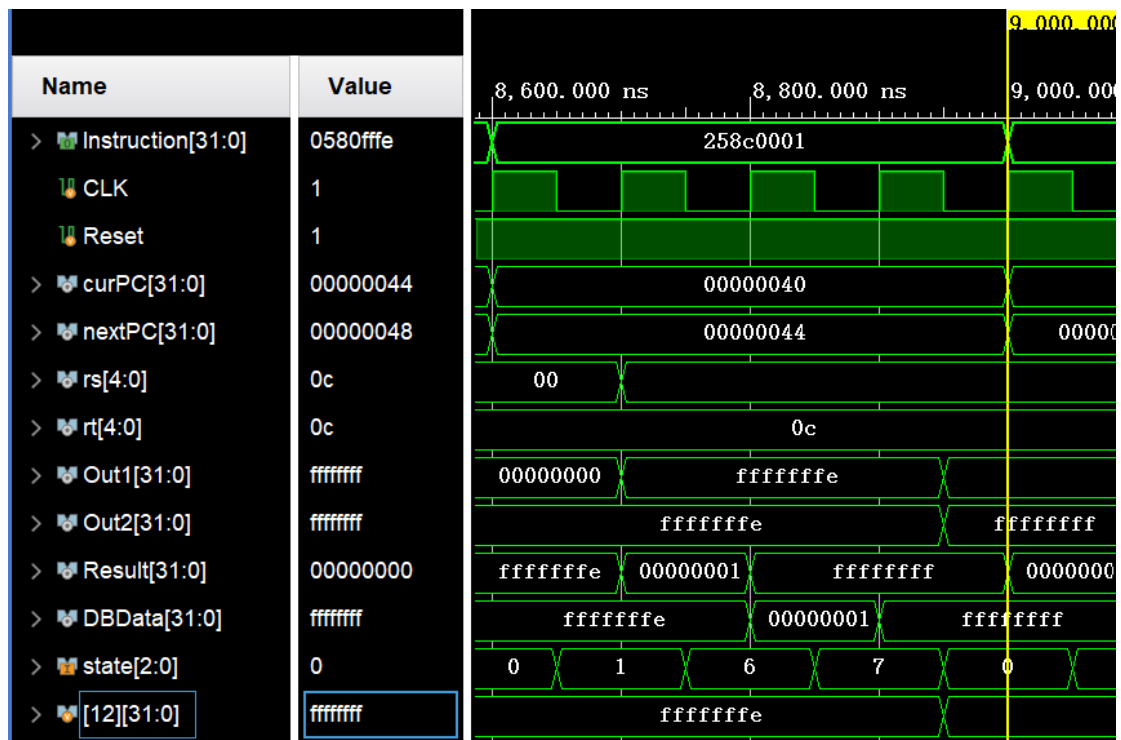 9,000.000
Name Value 8,600.000 ns 8,800.000 ns 9,000.000
Instruction[31:0] 0580fffe 258c0001
CLK 1
Reset 1
curPC[31:0] 00000044 00000040
nextPC[31:0] 00000048 00000044 00000
rs[4:0] 0c 00
rt[4:0] 0c 0c
Out1[31:0] ffffffff 00000000 fffffffe
Out2[31:0] ffffffff fffffffe ffffffff
Result[31:0] 00000000 fffffffe 00000001 ffffffff 0000000
DBData[31:0] ffffffff fffffffe 00000001 ffffffff
state[2:0] 0 0 1 6 7 0
[12][31:0] ffffffff fffffffe